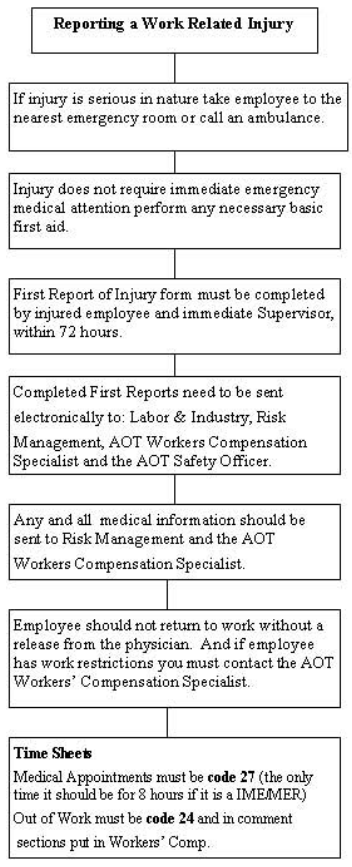 Reporting a Work Related Injury
If injury is serious in nature take employee to the
nearest emergency room or call an ambulance.
Injury does not require immediate emergency
medical attention perform any necessary basic
first aid.
First Report of Injury form must be completed
by injured employee and immediate Supervisor,
within 72 hours.
Completed First Reports need to be sent
electronically to: Labor & Industry, Risk
Management, AOT Workers Compensation
Specialist and the AOT Safety Officer.
Any and all medical information should be
sent to Risk Management and the AOT
Workers Compensation Specialist.
Employee should not return to work without a
release from the physician. And if employee
has work restrictions you must contact the AOT
Workers' Compensation Specialist.
Time Sheets
Medical Appointments must be code 27 (the only
time it should be for 8 hours if it is a IME/MER)
Out of Work must be code 24 and in comment
sections put in Workers' Comp.